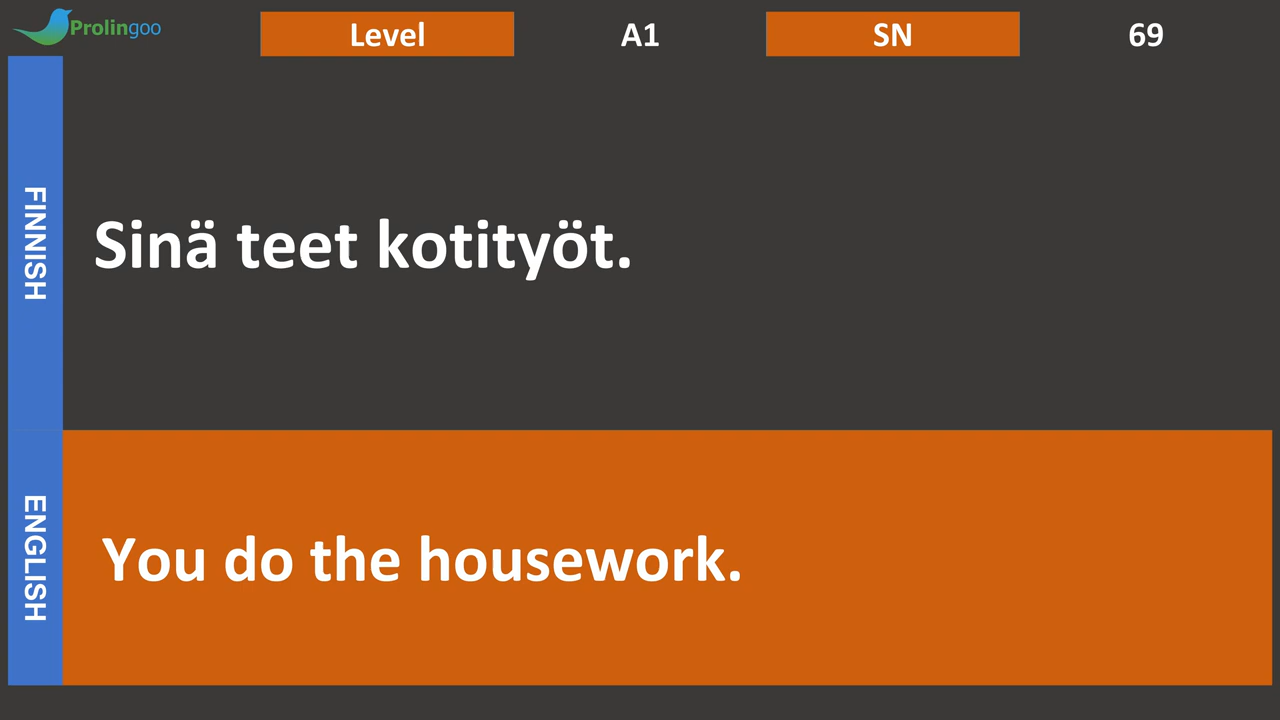 Prolingoo
Level A1 SN 69
FINNISH
Sinä teet kotityöt.
ENGLISH
You do the housework.